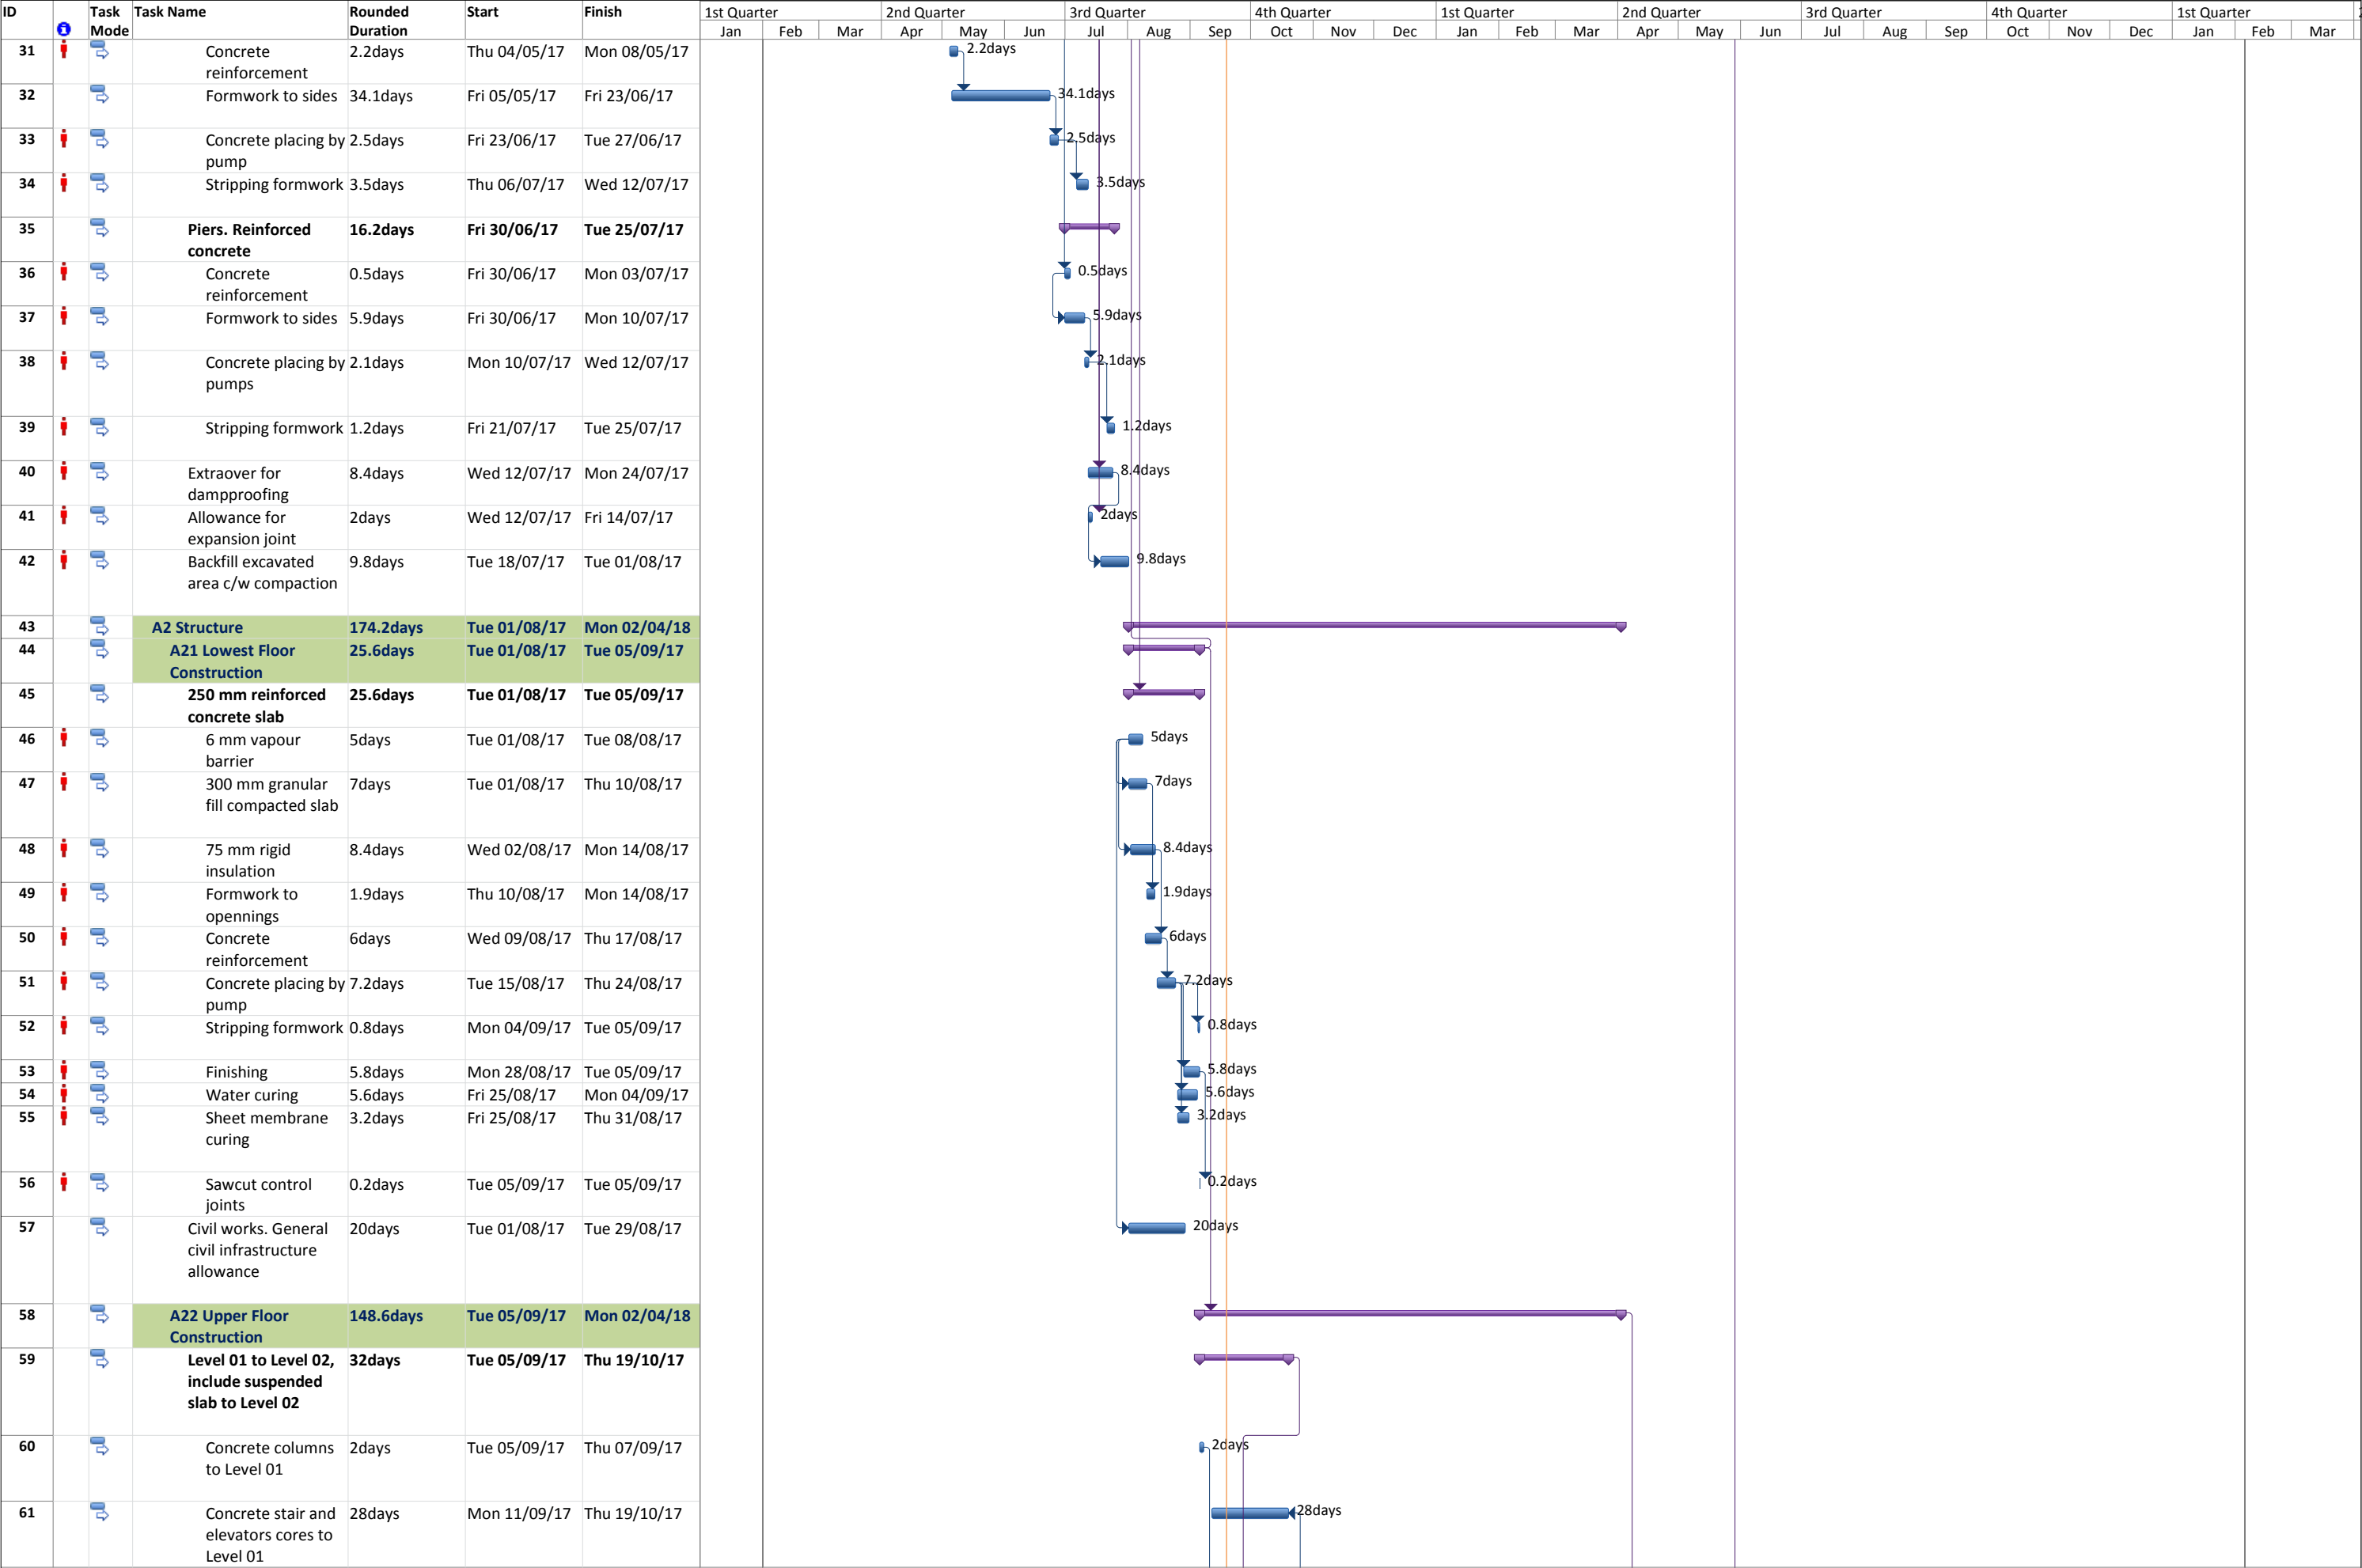 ID Task Mode Task Name Rounded Duration Start Finish
1st Quarter 2nd Quarter 3rd Quarter 4th Quarter 1st Quarter 2nd Quarter 3rd Quarter 4th Quarter 1st Quarter
Jan Feb Mar Apr May Jun Jul Aug Sep Oct Nov Dec Jan Feb Mar Apr May Jun Jul Aug Sep Oct Nov Dec Jan Feb Mar
31 Concrete 2.2days Thu 04/05/17 Mon 08/05/17 2.2days
reinforcement
32 Formwork to sides 34.1days Fri 05/05/17 Fri 23/06/17 34.1days
33 Concrete placing by 2.5days Fri 23/06/17 Tue 27/06/17 2.5days
pump
34 Stripping formwork 3.5days Thu 06/07/17 Wed 12/07/17 3.5days
35 Piers. Reinforced 16.2days Fri 30/06/17 Tue 25/07/17
concrete
36 Concrete 0.5days Fri 30/06/17 Mon 03/07/17 0.5days
reinforcement
37 Formwork to sides 5.9days Fri 30/06/17 Mon 10/07/17 5.9days
38 Concrete placing by 2.1days Mon 10/07/17 Wed 12/07/17 2.1days
pumps
39 Stripping formwork 1.2days Fri 21/07/17 Tue 25/07/17 1.2days
40 Extraover for 8.4days Wed 12/07/17 Mon 24/07/17 8.4days
dampproofing
41 Allowance for 2days Wed 12/07/17 Fri 14/07/17 2days
expansion joint
42 Backfill excavated 9.8days Tue 18/07/17 Tue 01/08/17 9.8days
area c/w compaction
43 A2 Structure 174.2days Tue 01/08/17 Mon 02/04/18
44 A21 Lowest Floor 25.6days Tue 01/08/17 Tue 05/09/17
Construction
45 250 mm reinforced 25.6days Tue 01/08/17 Tue 05/09/17
concrete slab
46 6 mm vapour 5days Tue 01/08/17 Tue 08/08/17 5days
barrier
47 300 mm granular 7days Tue 01/08/17 Thu 10/08/17 7days
fill compacted slab
48 75 mm rigid 8.4days Wed 02/08/17 Mon 14/08/17 8.4days
insulation
49 Formwork to 1.9days Thu 10/08/17 Mon 14/08/17 1.9days
opennings
50 Concrete 6days Wed 09/08/17 Thu 17/08/17 6days
reinforcement
51 Concrete placing by 7.2days Tue 15/08/17 Thu 24/08/17 7.2days
pump
52 Stripping formwork 0.8days Mon 04/09/17 Tue 05/09/17 0.8days
53 Finishing 5.8days Mon 28/08/17 Tue 05/09/17 5.8days
54 Water curing 5.6days Fri 25/08/17 Mon 04/09/17 5.6days
55 Sheet membrane 3.2days Fri 25/08/17 Thu 31/08/17 3.2days
curing
56 Sawcut control 0.2days Tue 05/09/17 Tue 05/09/17 0.2days
joints
57 Civil works. General 20days Tue 01/08/17 Tue 29/08/17 20days
civil infrastructure
allowance
58 A22 Upper Floor 148.6days Tue 05/09/17 Mon 02/04/18
Construction
59 Level 01 to Level 02, 32days Tue 05/09/17 Thu 19/10/17
include suspended
slab to Level 02
60 Concrete columns 2days Tue 05/09/17 Thu 07/09/17 2days
to Level 01
61 Concrete stair and 28days Mon 11/09/17 Thu 19/10/17 28days
elevators cores to
Level 01